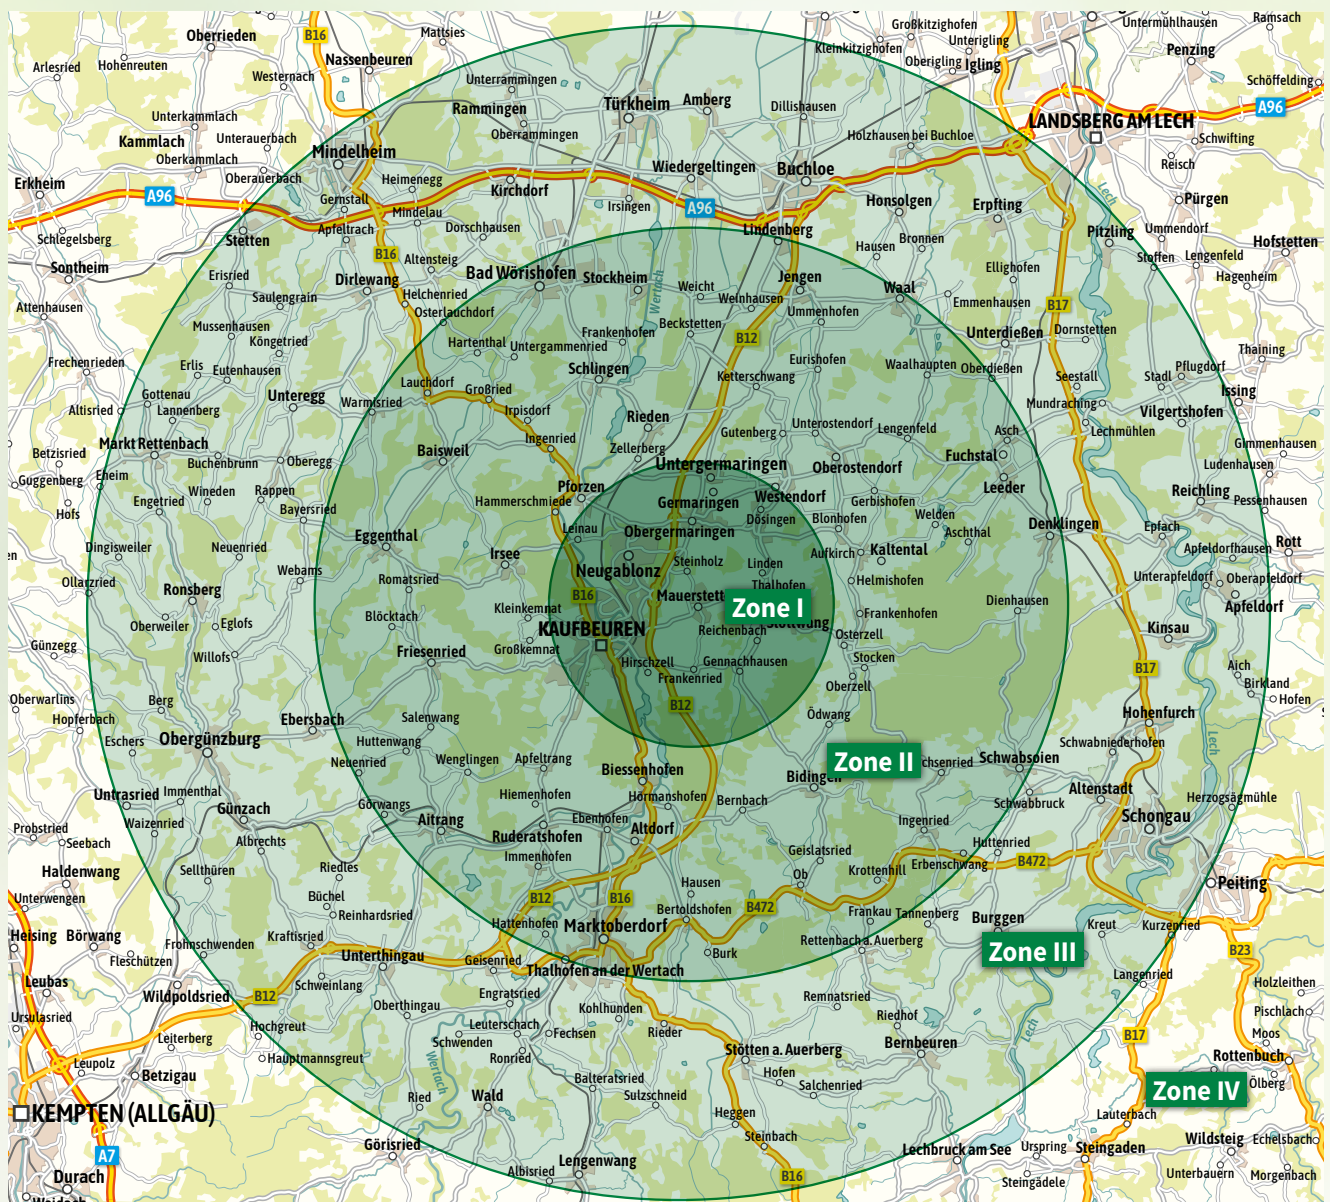 Oberrieden
B16
Mattsies
Großkitzighofen
Untermühlhausen
Ramsach
Arlesried
Hohenreuten
Nassenbeuren
Kleinkitzighofen
Unterigling
Oberigling
Igling
Penzing
Westernach
Unterrammingen
Schöffelding
Türkheim
Amberg
Dillishausen
A96
Rammingen
Unterkammlach
Kammlach
Unterauerbach
Oberrammingen
Holzhausen bei Buchloe
LANDSBERG AM LECH
Schwifting
Mindelheim
Oberkammlach
Wiedergeltingen
Buchloe
Reisch
Erkheim
Oberauerbach
Heimenegg
Kirchdorf
A96
Gernstall
Irsingen
A96
Honsolgen
Erpfting
Lech
Pürgen
Mindelau
Schlegelsberg
Stetten
Apfeltrach
Dorschhausen
Lindenberg
Pitzling
Ummendorf
Hofstetten
B16
Altensteig
Hausen
Bronnen
Stoffen
Lengenfeld
Sontheim
Erisried
Dirlewang
Bad Wörishofen
Stockheim
Wertach
Weicht
Jengen
Waal
Ellighofen
Hagenheim
Attenhausen
Saulengrain
Helchenried
Osterlauchdorf
Weinhausen
Ummenhofen
Emmenhausen
B17
Mussenhausen
Köngetried
Frankenhofen
Beckstetten
B12
Unterdießen
Dornstetten
Hartenthal
Untergammenried
Thaining
Frechenrieden
Erlis
Eutenhausen
Schlingen
Eurishofen
Waalhaupten
Oberdießen
Pflugdorf
Ketterschwang
Seestall
Stadl
Issing
Gottenau
Lannenberg
Unteregg
Lauchdorf
Großried
Warmisried
Irpisdorf
Rieden
Mundraching
Vilgertshofen
Altisried
Markt Rettenbach
Gutenberg
Unterostendorf
Lengenfeld
Asch
Lechmühlen
Ingenried
Zellerberg
Gimmenhausen
Betzisried
Buchenbrunn
Oberegg
Baisweil
Untergermaringen
Oberostendorf
Fuchstal
Ludenhausen
Guggenberg
Eheim
Pforzen
Leeder
Reichling
Hofs
Engetried
Wineden
Rappen
Bayersried
Hammerschmiede
Germaringen
Westendorf
Gerbishofen
Pessenhausen
Leinau
Dösingen
Blonhofen
Welden
Denklingen
Epfach
Eggenthal
Obergermaringen
Aschthal
en
Dingisweiler
Neuenried
Irsee
Aufkirch
Kaltental
Apfeldorfhausen
Rott
Ollarzried
Webams
Romatsried
Neugablonz
Steinholz
Linden
Helmishofen
Unterapfeldorf
Oberapfeldorf
Ronsberg
B16
Thalhofen
Mauerstett
Zone I
Apfeldorf
Kleinkemnat
Dienhausen
Oberweiler
Eglofs
Blöcktach
Frankenhofen
KAUFBEUREN
Stöttwang
Reichenbach
Osterzell
Kinsau
Günzegg
Willofs
Friesenried
Großkemnat
Hirschzell
Gennachhausen
Stocken
Aich
B17
Frankenried
Oberzell
Birkland
Oberwarlins
Berg
Hofen
Hopferbach
Ebersbach
Salenwang
B12
Ödwang
Hohenfurch
Eschers
Obergünzburg
Huttenwang
Lech
Schwabniederhofen
Neuenried
Wenglingen
Apfeltrang
Biessenhofen
Bidingen
Zone II
chsenried
Schwabsoien
Untrasried
Immenthal
Görwangs
Hiemenhofen
Hörmanshofen
Bernbach
Schwabbruck
Altenstadt
Herzogsägmühle
Günzach
Waizenried
Aitrang
Ebenhofen
Ingenried
Schongau
Probstried
Seebach
Albrechts
Ruderatshofen
Altdorf
Huttenried
Immenhofen
Geislatsried
Erbenschwang
B472
Haldenwang
Sellthüren
Riedles
Krottenhill
Ob
Peiting
Unterwengen
Büchel
B12
B16
Hausen
Reinhardsried
Bertoldshofen
B472
Frankau
Tannenberg
Burggen
Hattenhofen
Marktoberdorf
Kreut
Kurzenried
Heising
Börwang
Frohnschwenden
Kraftisried
Rettenbach a. Auerberg
Zone III
B23
Fleschützen
Unterthingau
Geisenried
Burk
Thalhofen an der Wertach
Langenried
Leubas
Wildpoldsried
B12
Schweinlang
Holzleithen
Oberthingau
Engratsried
Remnatsried
Ursulasried
Kohlhunden
Riedhof
Pischlach
Hochgreut
Leuterschach
Rieder
Lech
B17
Moos
Leiterberg
Schwenden
Fechsen
Bernbeuren
Leupolz
Hauptmannsgreut
Wertach
Ronried
Stötten a. Auerberg
Rottenbuch
Betzigau
Balteratsried
Hofen
Salchenried
Zone IV
Ölberg
KEMPTEN (ALLGÄU)
Ried
Wald
Sulzschneid
Heggen
Lauterbach
A7
Görisried
Steinbach
Lechbruck am See
Urspring
Steingaden
Wildsteig
Echelsbach
Durach
Albisried
Lengenwang
B16
Steingädele
Unterbauern
Morgenbach